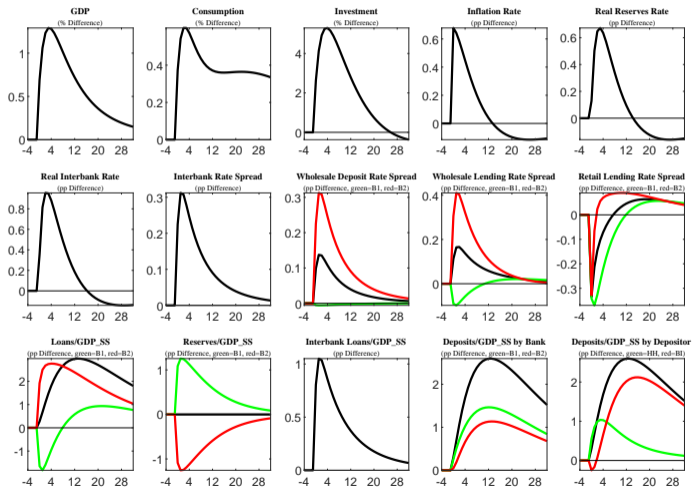 GDP
(% Difference)
1
0.5
0
-4 4 12 20 28
Consumption
(% Difference)
0.6
0.4
0.2
0
-4 4 12 20 28
Investment
(% Difference)
4
2
0
-4 4 12 20 28
Inflation Rate
(pp Difference)
0.6
0.4
0.2
0
-4 4 12 20 28
Real Reserves Rate
(pp Difference)
0.6
0.4
0.2
0
-4 4 12 20 28
Real Interbank Rate
(pp Difference)
0.8
0.6
0.4
0.2
0
-4 4 12 20 28
Interbank Rate Spread
(pp Difference)
0.3
0.2
0.1
0
-4 4 12 20 28
Wholesale Deposit Rate Spread
(pp Difference, green=B1, red=B2)
0.3
0.2
0.1
0
-4 4 12 20 28
Wholesale Lending Rate Spread
(pp Difference, green=B1, red=B2)
0.4
0.2
0
-4 4 12 20 28
Retail Lending Rate Spread
(pp Difference, green=B1, red=B2)
0
-0.1
-0.2
-0.3
-4 4 12 20 28
Loans/GDP_SS
(pp Difference, green=B1, red=B2)
2
1
0
-1
-4 4 12 20 28
Reserves/GDP_SS
(pp Difference, green=B1, red=B2)
1
0
-1
-4 4 12 20 28
Interbank Loans/GDP_SS
(pp Difference)
1
0.5
0
-4 4 12 20 28
Deposits/GDP_SS by Bank
(pp Difference, green=B1, red=B2)
2
1
0
-4 4 12 20 28
Deposits/GDP_SS by Depositor
(pp Difference, green=HH, red=BI)
2
1
0
-4 4 12 20 28